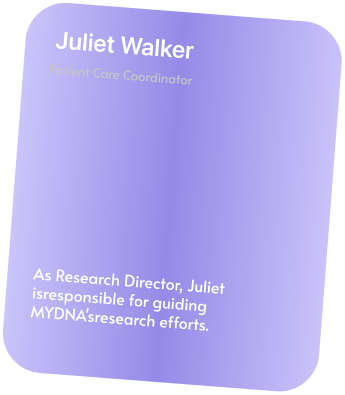 Juliet Walker
Patient Care Coordinator
As Research Director, Juliet
isresponsible for guiding
MYDNA'sresearch efforts.